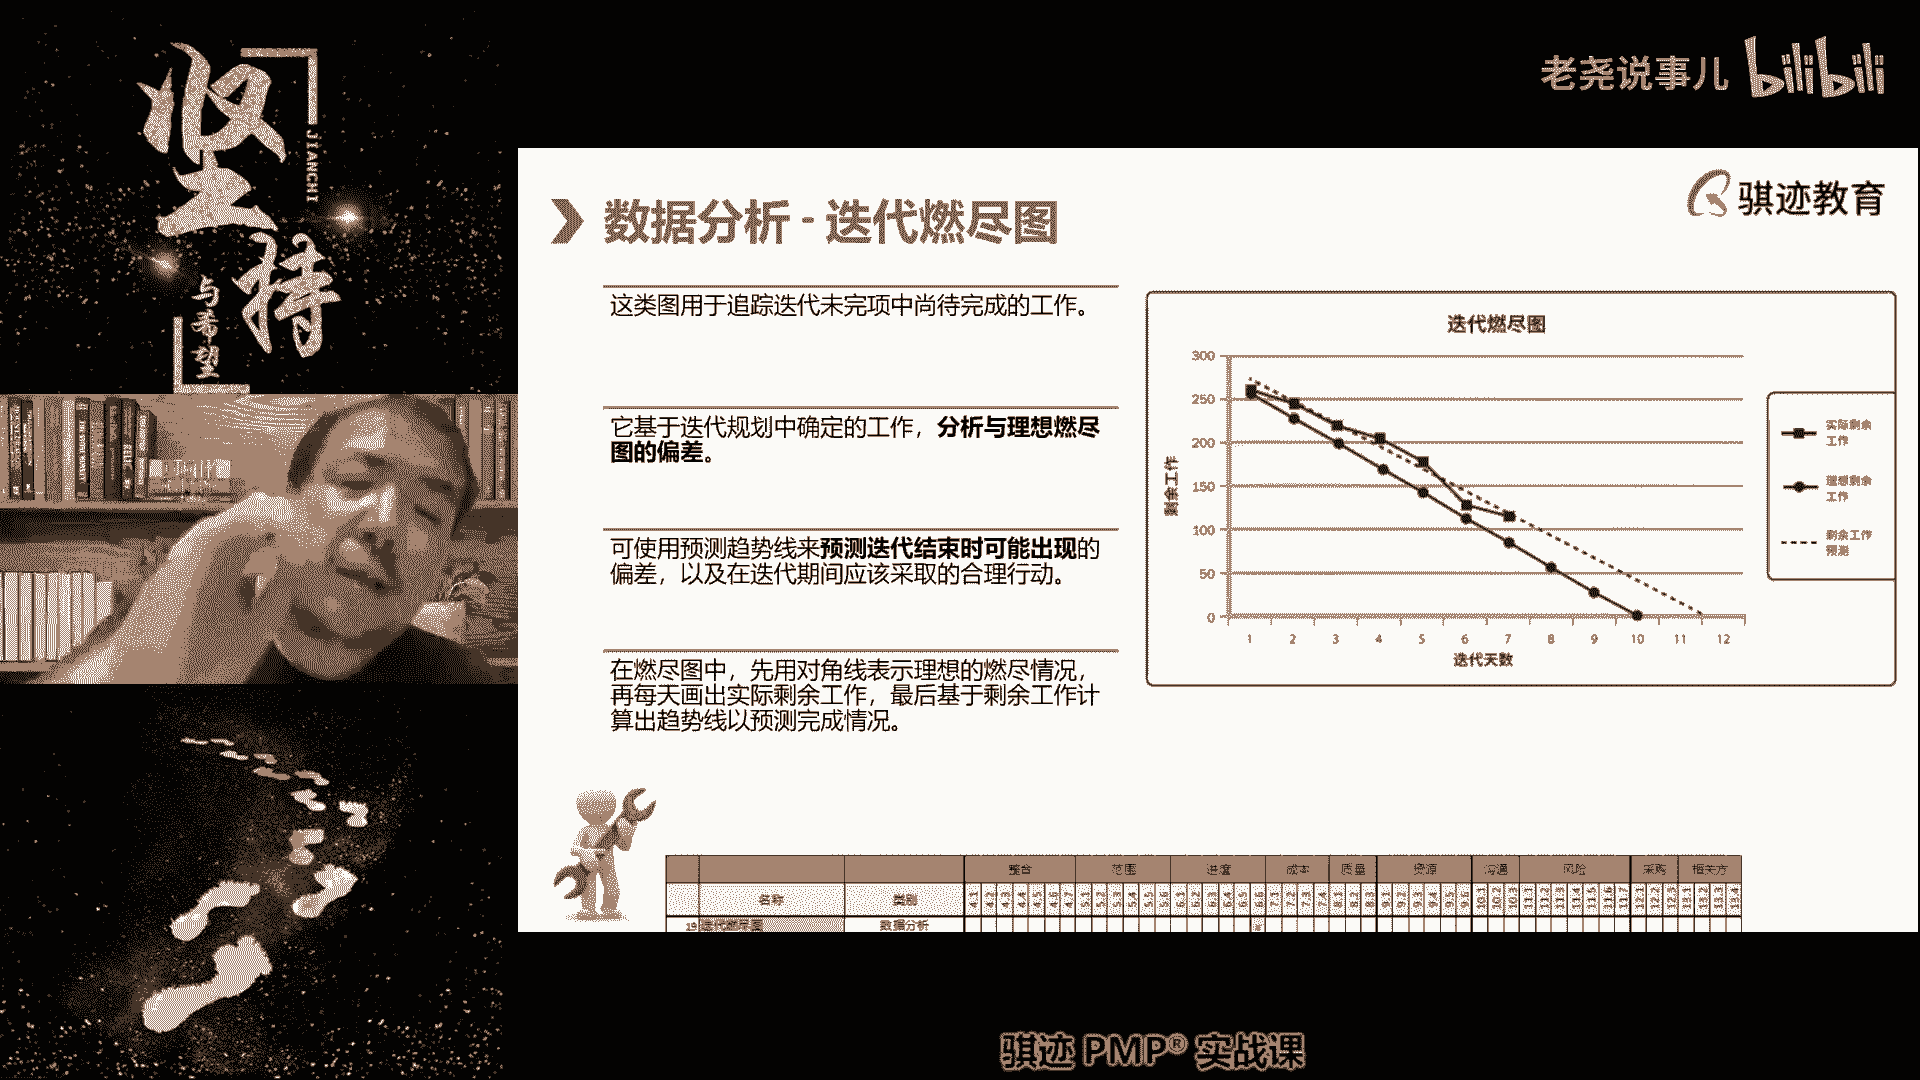 坚持
JIANCHI
与希望
老尧说事儿 bilibili
骐迹教育
数据分析 - 迭代燃尽图
这类图用于追踪迭代未完项中尚待完成的工作。
它基于迭代规划中确定的工作，分析与理想燃尽
图的偏差。
可使用预测趋势线来预测迭代结束时可能出现的
偏差，以及在迭代期间应该采取的合理行动。
在燃尽图中，先用对角线表示理想的燃尽情况，
再每天画出实际剩余工作，最后基于剩余工作计
算出趋势线以预测完成情况。
迭代燃尽图
300
250
200
150
100
50
0
剩余工作
1 2 3 4 5 6 7 8 9 10 11 12
迭代天数
实际剩余
工作
理想剩余
工作
剩余工作
预测
整合 范围 进度 成本 质量 资源 沟通 风险 采购 相关方
名称 类别
19 迭代燃尽图 数据分析
骐迹 PMP® 实战课